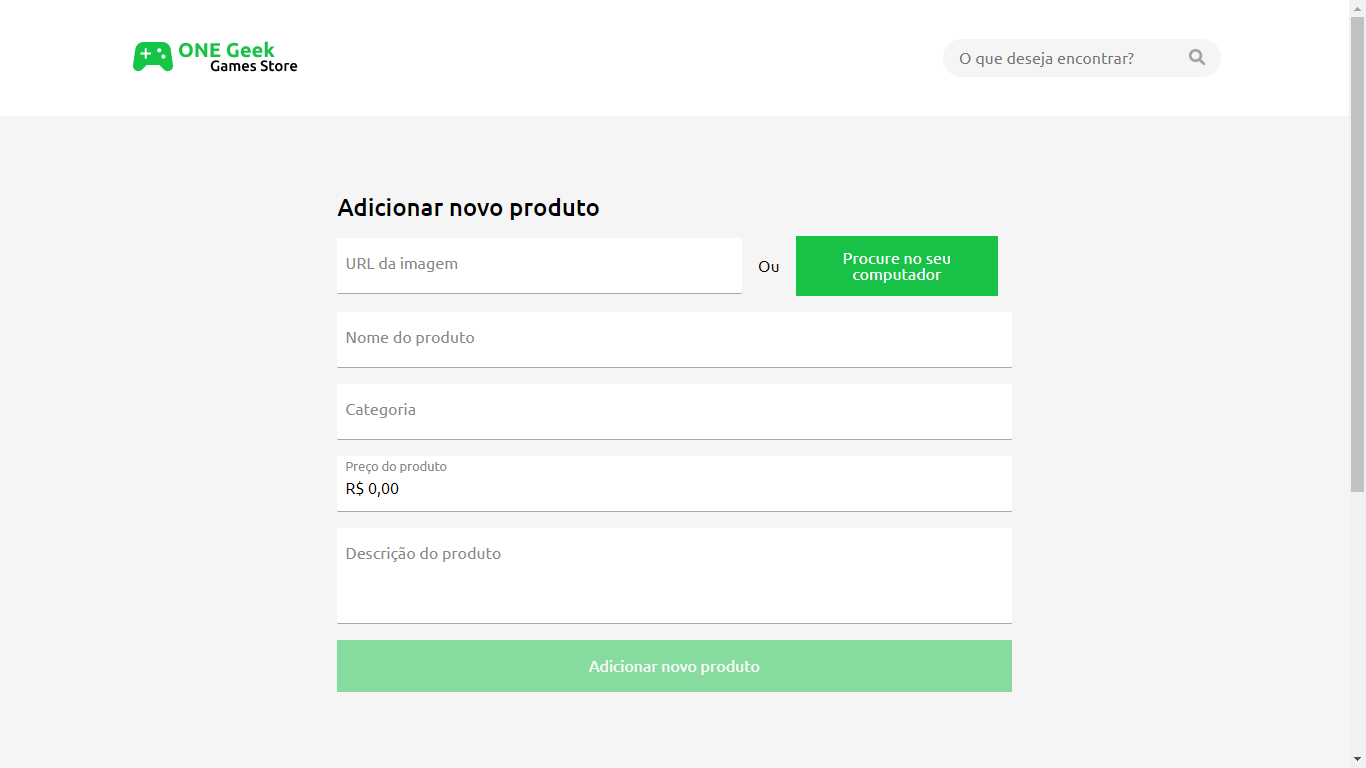 ONE Geek
Games Store
O que deseja encontrar?
Adicionar novo produto
URL da imagem
Ou
Procure no seu
computador
Nome do produto
Categoria
Preço do produto
R$ 0,00
Descrição do produto
Adicionar novo produto